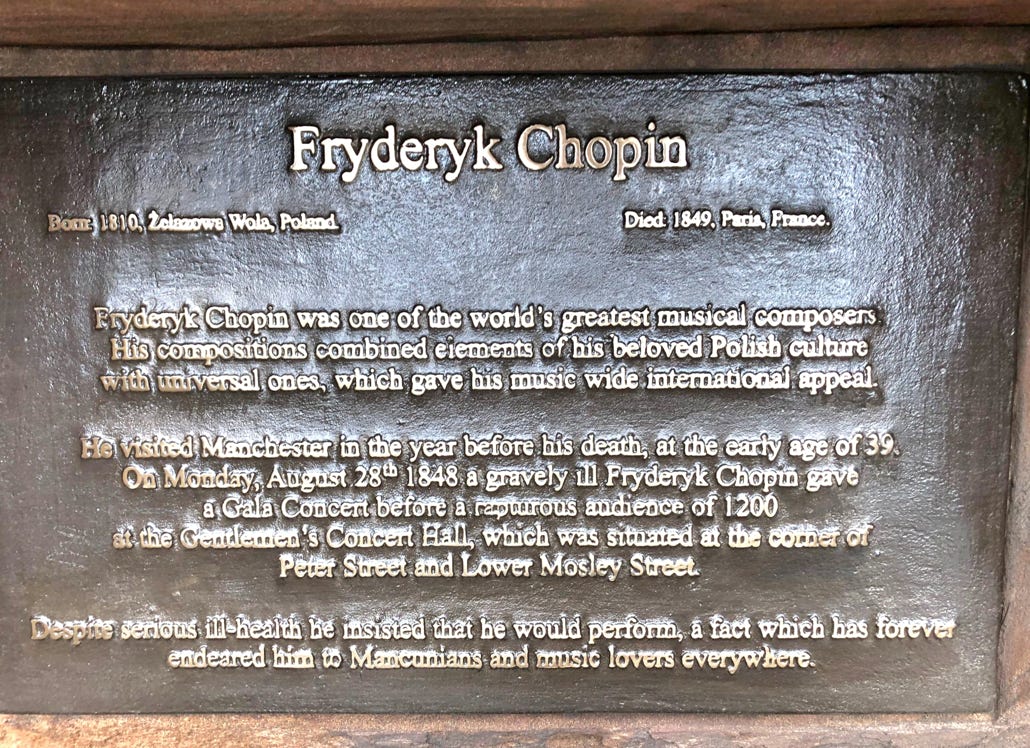 Fryderyk Chopin
Born: 1810, Żelazowa Wola, Poland. Died: 1849, Paria, France.
Fryderyk Chopin was one of the world's greatest musical composers.
His compositions combined elements of his beloved Polish culture
with universal ones, which gave his music wide international appeal.
He visited Manchester in the year before his death, at the early age of 39.
On Monday, August 28th 1848 a gravely ill Fryderyk Chopin gave
a Gala Concert before a rapturous audience of 1200
at the Gentlemen's Concert Hall, which was situated at the corner of
Peter Street and Lower Mosley Street.
Despite serious ill-health he insisted that he would perform, a fact which has forever
endeared him to Mancunians and music lovers everywhere.